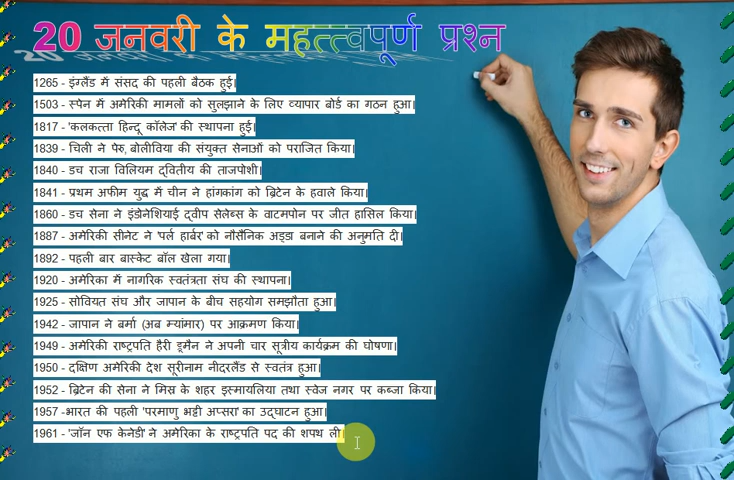 20 जनवरी के महत्त्वपूर्ण प्रश्न
1265 - इंग्लैंड में संसद की पहली बैठक हुई।
1503 - स्पेन में अमेरिकी मामलों को सुलझाने के लिए व्यापार बोर्ड का गठन हुआ।
1817 - 'कलकत्ता हिन्दू कॉलेज' की स्थापना हुई।
1839 - चिली ने पेरु, बोलीविया की संयुक्त सेनाओं को पराजित किया।
1840 - डच राजा विलियम द्वितीय की ताजपोशी।
1841 - प्रथम अफीम युद्ध में चीन ने हांगकांग को ब्रिटेन के हवाले किया।
1860 - डच सेना ने इंडोनेशियाई द्वीप सेलेब्स के वाटमपोन पर जीत हासिल किया।
1887 - अमेरिकी सीनेट ने 'पर्ल हार्बर' को नौसैनिक अड्डा बनाने की अनुमति दी।
1892 - पहली बार बास्केट बॉल खेला गया।
1920 - अमेरिका में नागरिक स्वतंत्रता संघ की स्थापना।
1925 - सोवियत संघ और जापान के बीच सहयोग समझौता हुआ।
1942 - जापान ने बर्मा (अब म्यांमार) पर आक्रमण किया।
1949 - अमेरिकी राष्ट्रपति हैरी ट्रूमैन ने अपनी चार सूत्रीय कार्यक्रम की घोषणा।
1950 - दक्षिण अमेरिकी देश सूरीनाम नीदरलैंड से स्वतंत्र हुआ।
1952 - ब्रिटेन की सेना ने मिस्र के शहर इस्मायलिया तथा स्वेज नगर पर कब्जा किया।
1957 -भारत की पहली 'परमाणु भट्टी अप्सरा' का उद्घाटन हुआ।
1961 - 'जॉन एफ केनेडी' ने अमेरिका के राष्ट्रपति पद की शपथ ली।